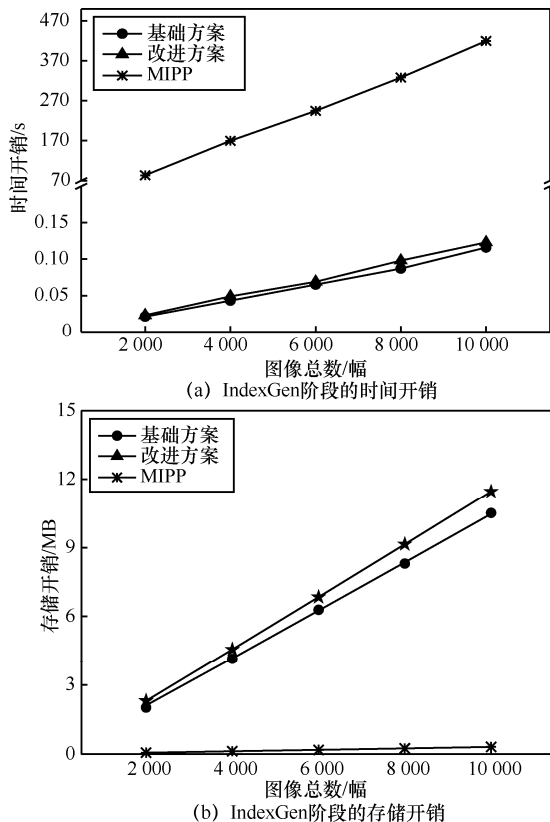 470
370
270
170
70
0.15
0.10
0.05
0
时间开销/s
基础方案
改进方案
MIPP
2 000 4 000 6 000 8 000 10 000
图像总数/幅
(a) IndexGen阶段的时间开销
15
12
9
6
3
0
存储开销/MB
基础方案
改进方案
MIPP
2 000 4 000 6 000 8 000 10 000
图像总数/幅
(b) IndexGen阶段的存储开销